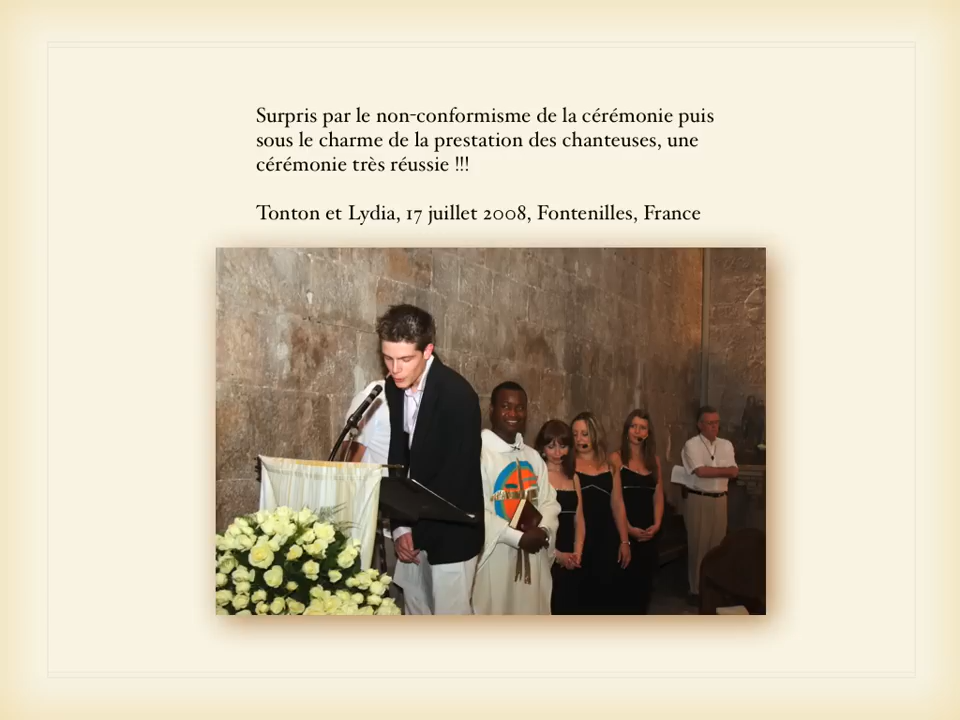 Surpris par le non-conformisme de la cérémonie puis
sous le charme de la prestation des chanteuses, une
cérémonie très réussie !!!
Tonton et Lydia, 17 juillet 2008, Fontenilles, France